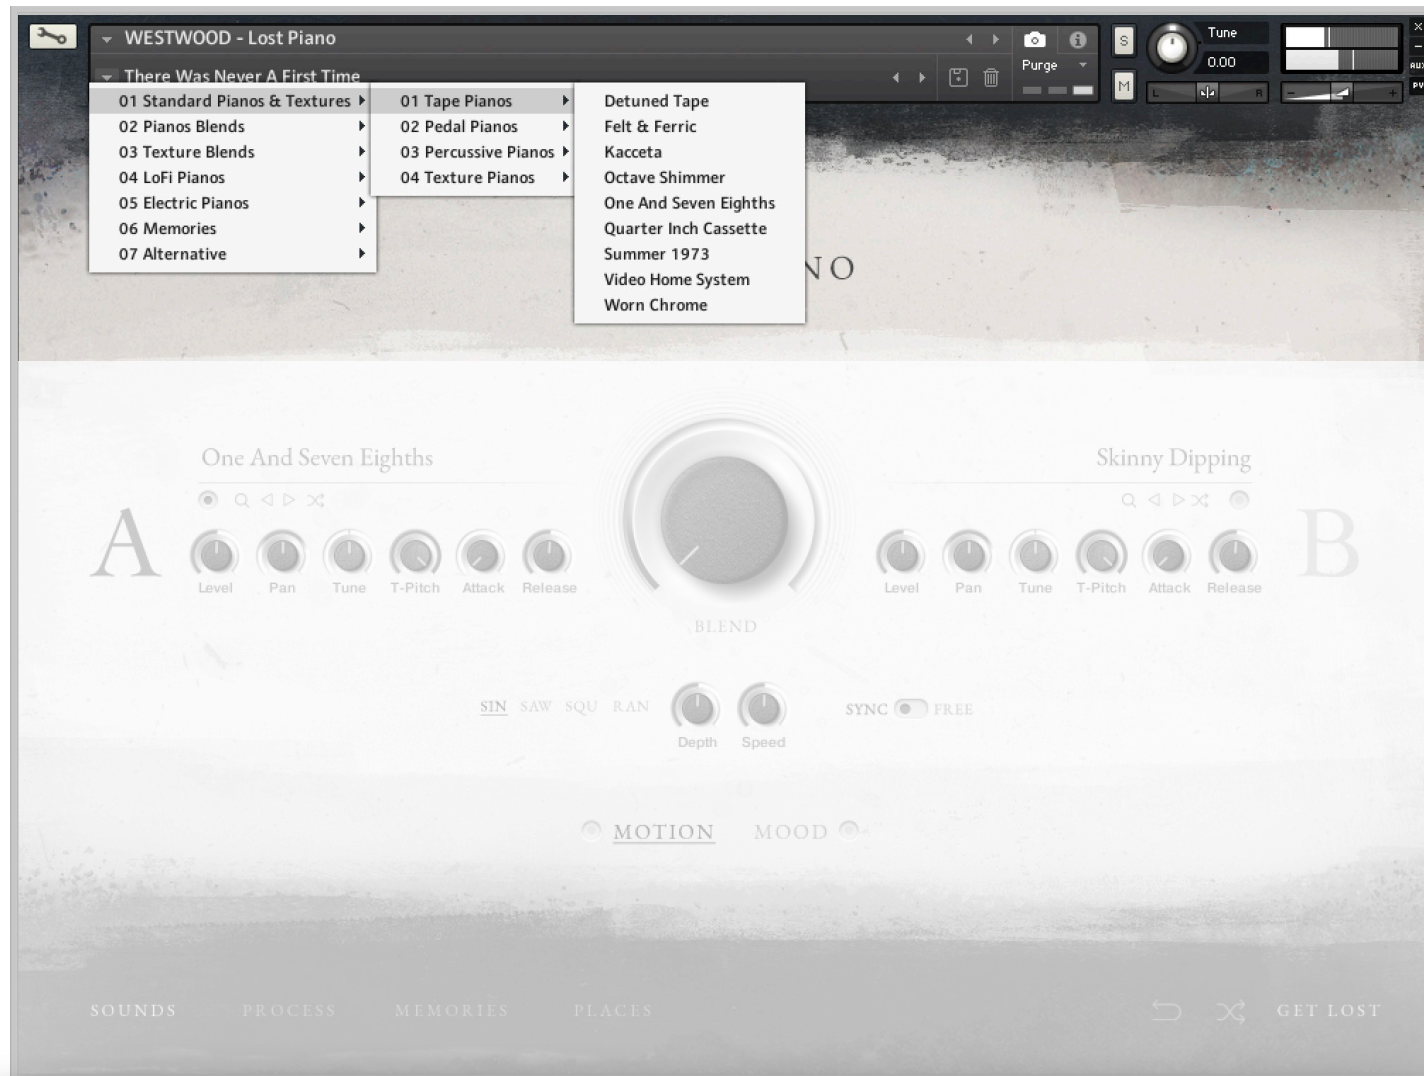 WESTWOOD - Lost Piano
There Was Never A First Time
Purge
S
M
Tune
0.00
L
R
-
+
x
-
AUX
PV
01 Standard Pianos & Textures
02 Pianos Blends
03 Texture Blends
04 LoFi Pianos
05 Electric Pianos
06 Memories
07 Alternative
01 Tape Pianos
02 Pedal Pianos
03 Percussive Pianos
04 Texture Pianos
Detuned Tape
Felt & Ferric
Kacceta
Octave Shimmer
One And Seven Eighths
Quarter Inch Cassette
Summer 1973
Video Home System
Worn Chrome
NO
One And Seven Eighths
Skinny Dipping
A
B
Level Pan Tune T-Pitch Attack Release
Level Pan Tune T-Pitch Attack Release
BLEND
SIN SAW SQU RAN
Depth Speed
SYNC FREE
MOTION MOOD
SOUNDS PROCESS MEMORIES PLACES GET LOST